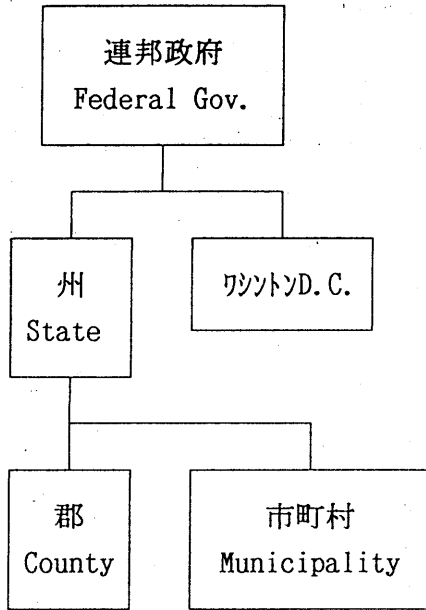 連邦政府
Federal Gov.
州
State
ﾜｼﾝﾄﾝD.C.
郡
County
市町村
Municipality